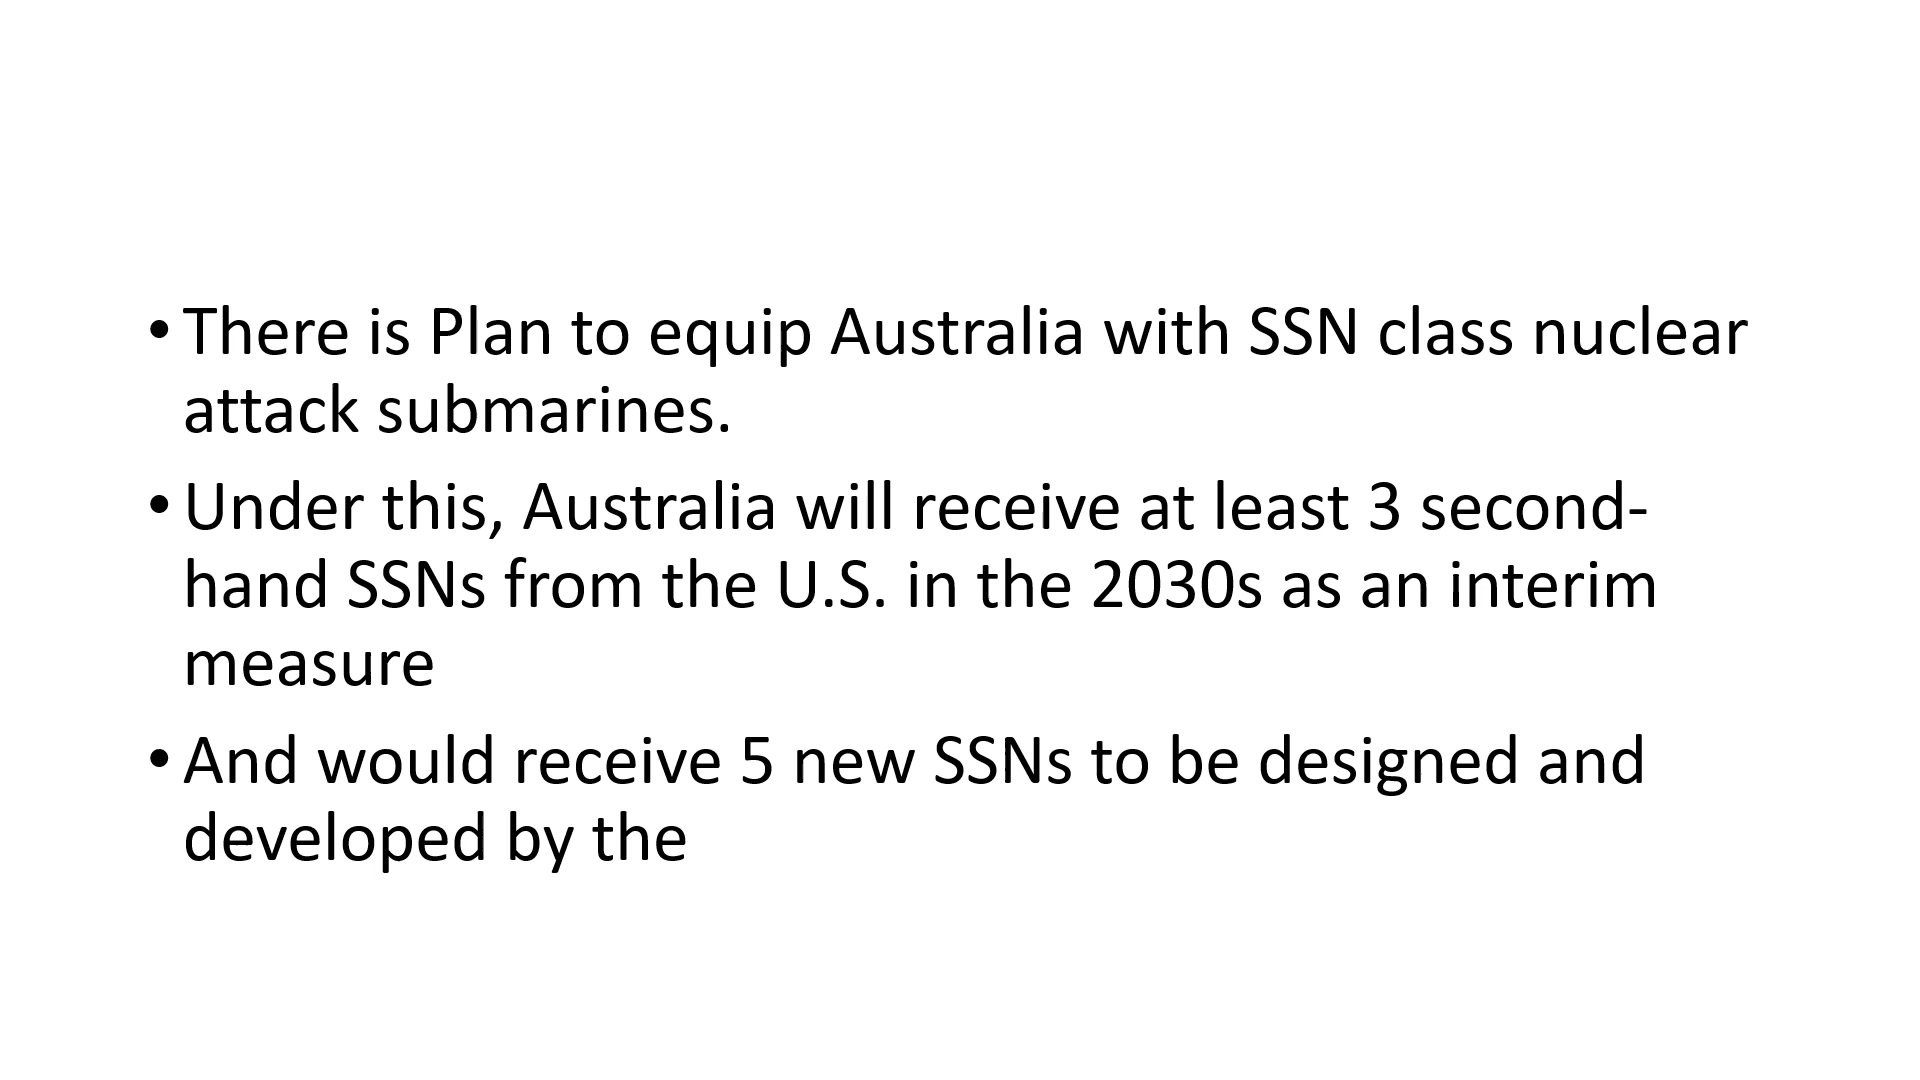 • There is Plan to equip Australia with SSN class nuclear
attack submarines.
• Under this, Australia will receive at least 3 second-
hand SSNs from the U.S. in the 2030s as an interim
measure
• And would receive 5 new SSNs to be designed and
developed by the